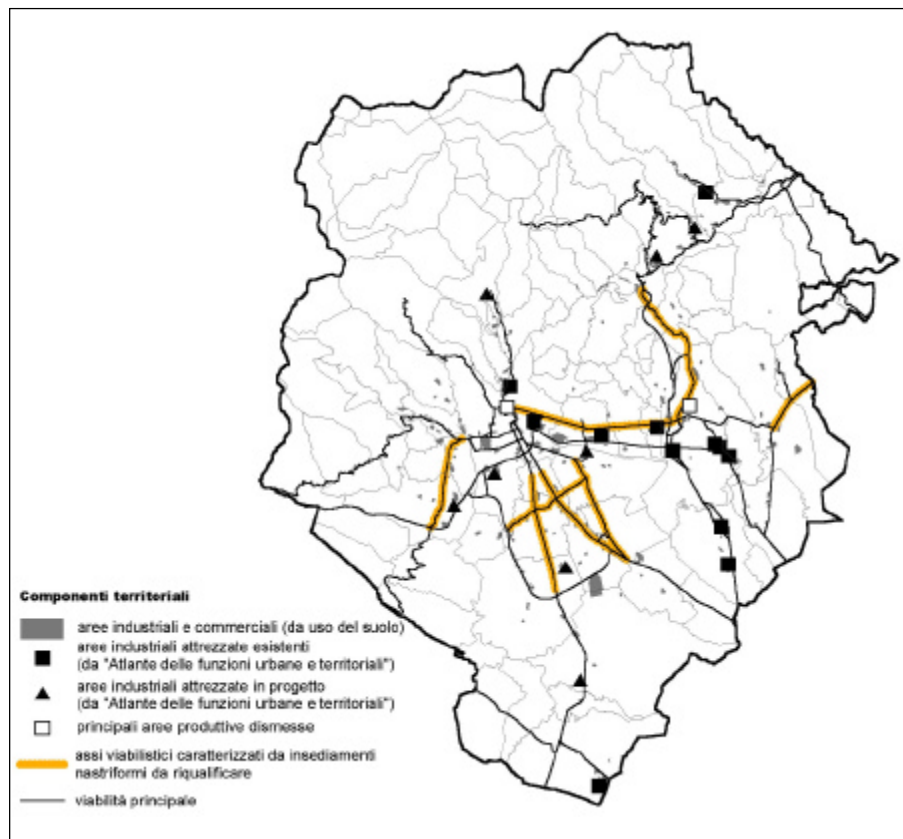 Componenti territoriali
aree industriali e commerciali (da uso del suolo)
aree industriali attrezzate esistenti
(da "Atlante delle funzioni urbane e territoriali")
aree industriali attrezzate in progetto
(da "Atlante delle funzioni urbane e territoriali")
principali aree produttive dismesse
assi viabilistici caratterizzati da insediamenti
nastriformi da riqualificare
viabilità principale